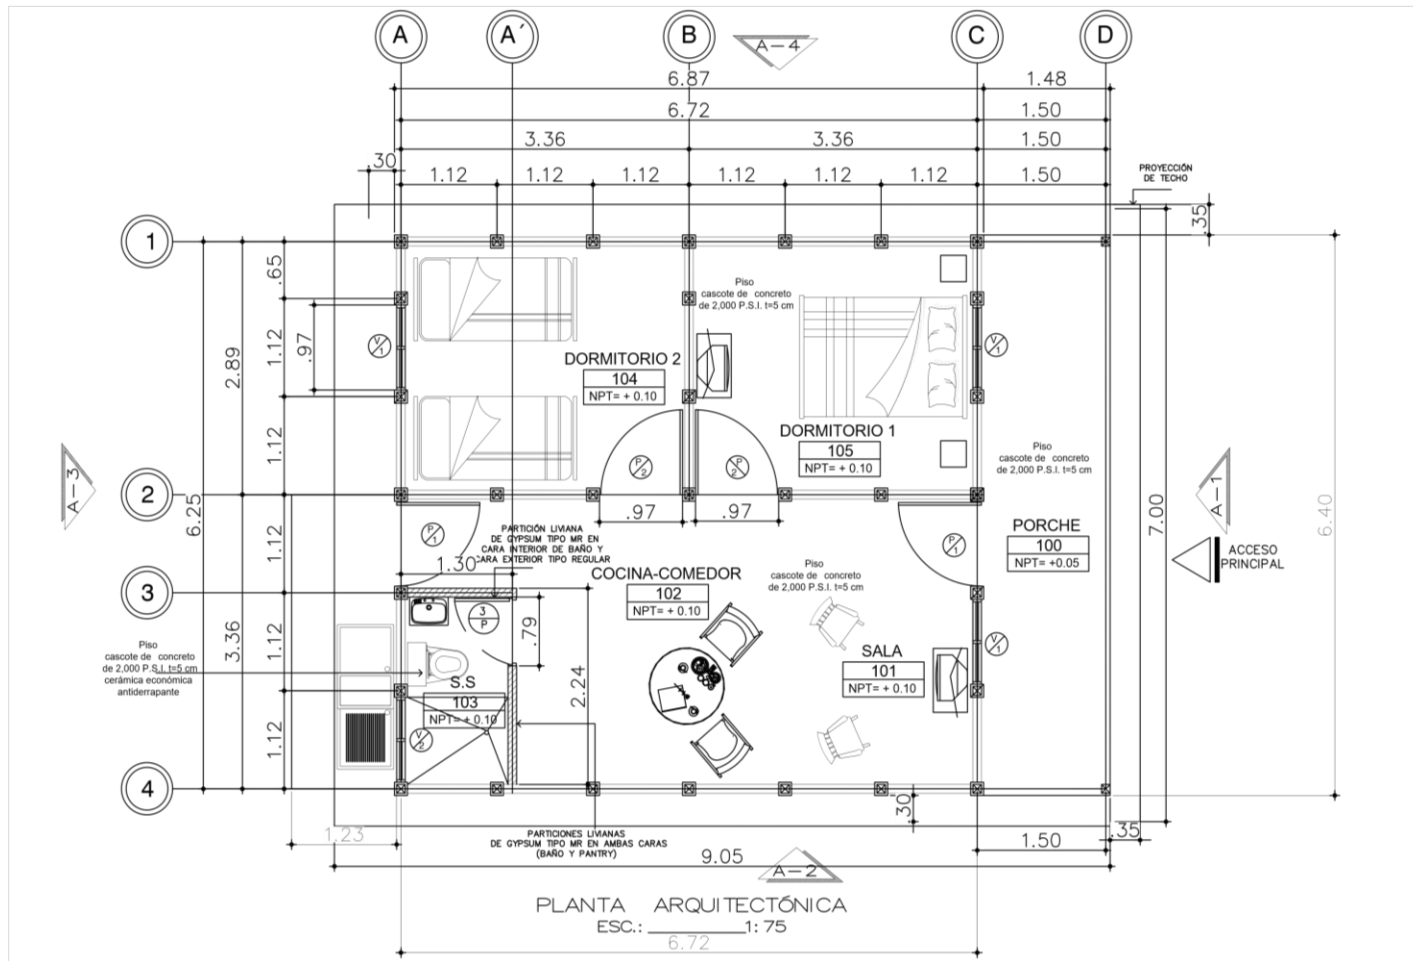 A
A´
B
C
D
A-4
6.87
1.48
6.72
1.50
3.36
3.36
1.50
.30
1.12
1.12
1.12
1.12
1.12
1.12
1.50
PROYECCIÓN
DE TECHO
.35
1
.65
Piso
cascote de concreto
de 2,000 P.S.I. t=5 cm
V
1
.97
1.12
2.89
V
1
DORMITORIO 2
104
NPT= + 0.10
DORMITORIO 1
105
NPT= + 0.10
1.12
P
2
P
2
Piso
cascote de concreto
de 2,000 P.S.I. t=5 cm
A-3
A-1
2
6.25
7.00
6.40
.97
.97
P
1
PARTICIÓN LIVIANA
DE GYPSUM TIPO MR EN
CARA INTERIOR DE BAÑO Y
CARA EXTERIOR TIPO REGULAR
1.12
1.30
P
1
PORCHE
100
NPT= +0.05
ACCESO
PRINCIPAL
COCINA-COMEDOR
102
NPT= + 0.10
Piso
cascote de concreto
de 2,000 P.S.I. t=5 cm
3
3
P
.79
1.12
3.36
Piso
cascote de concreto
de 2,000 P.S.I. t=5 cm
cerámica económica
antiderrapante
V
1
SALA
101
NPT= + 0.10
2.24
S.S
103
NPT= + 0.10
V
2
1.12
4
.30
1.23
PARTICIONES LIVIANAS
DE GYPSUM TIPO MR EN AMBAS CARAS
(BAÑO Y PANTRY)
1.50
.35
9.05
A-2
PLANTA ARQUITECTÓNICA
ESC.: 1: 75
6.72